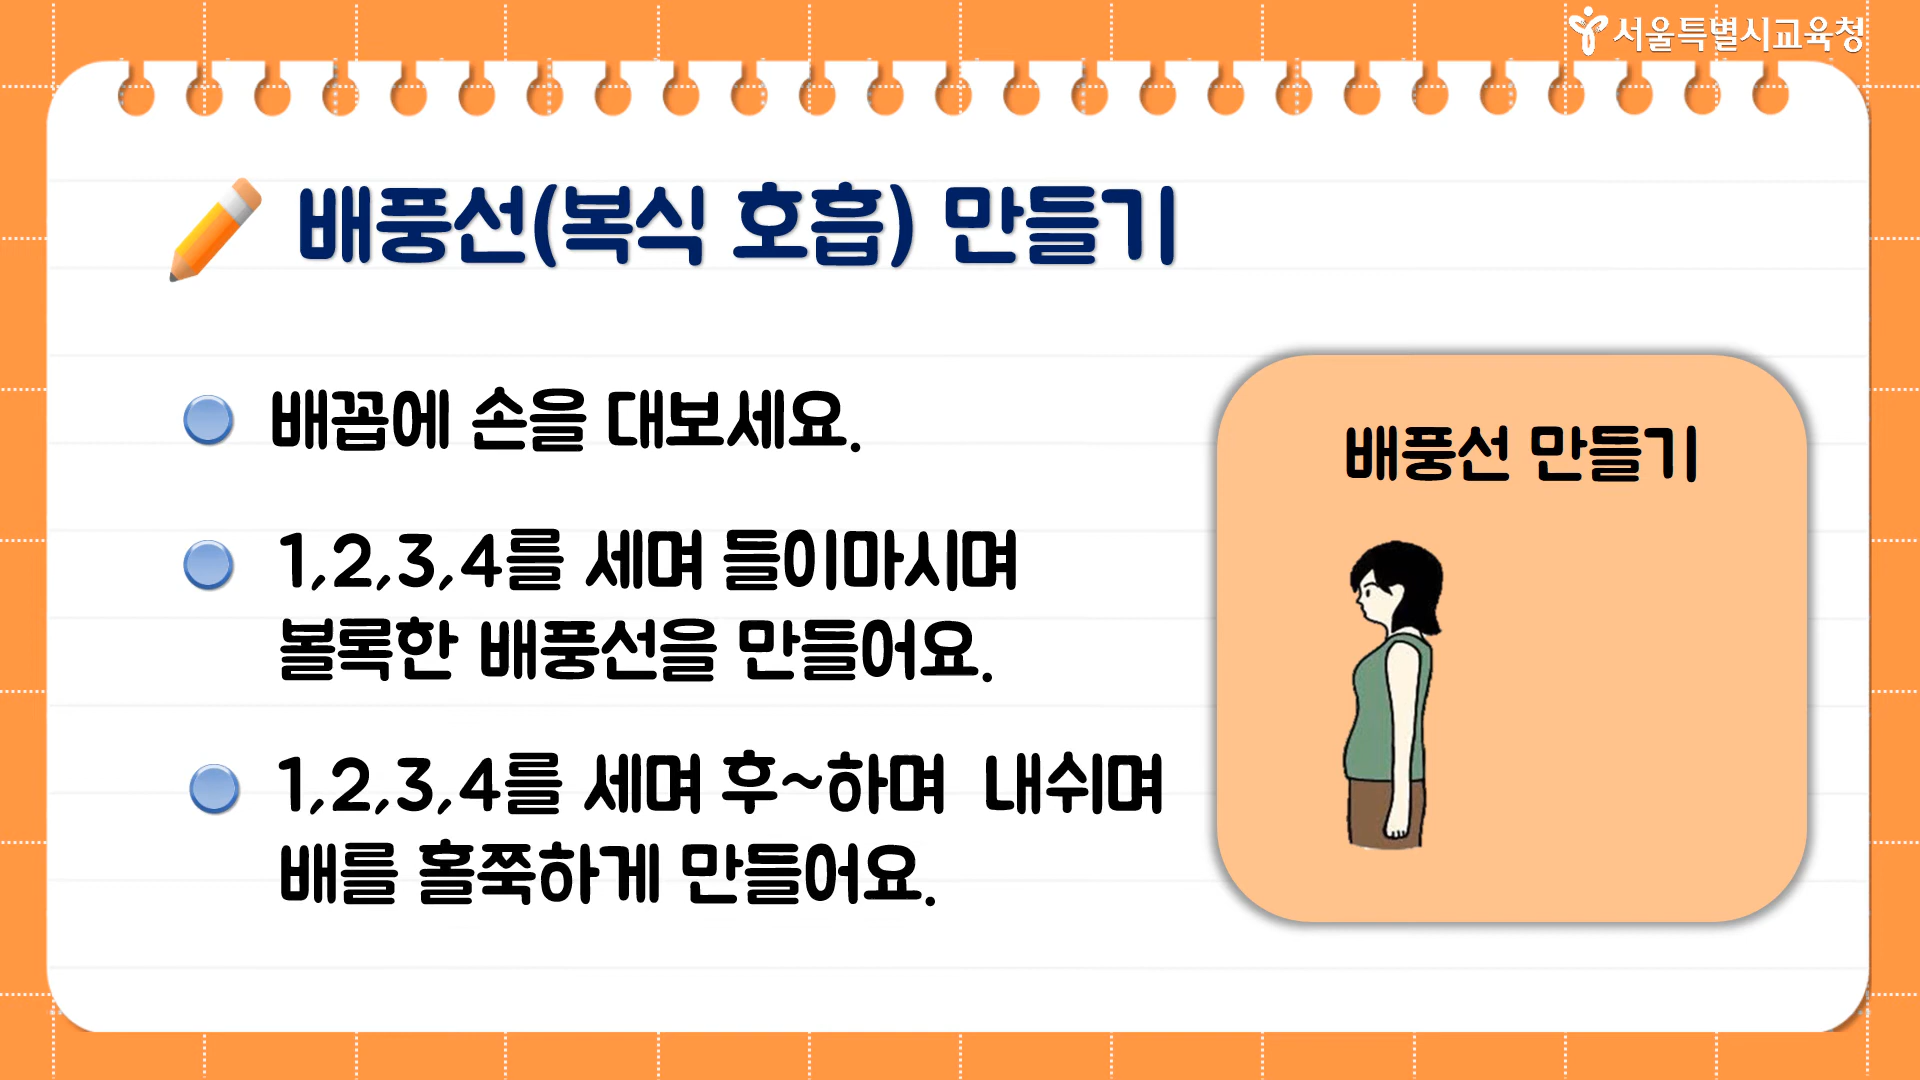 서울특별시교육청
배풍선(복식 호흡) 만들기
배꼽에 손을 대보세요.
1,2,3,4를 세며 들이마시며
볼록한 배풍선을 만들어요.
1,2,3,4를 세며 후~하며 내쉬며
배를 홀쭉하게 만들어요.
배풍선 만들기